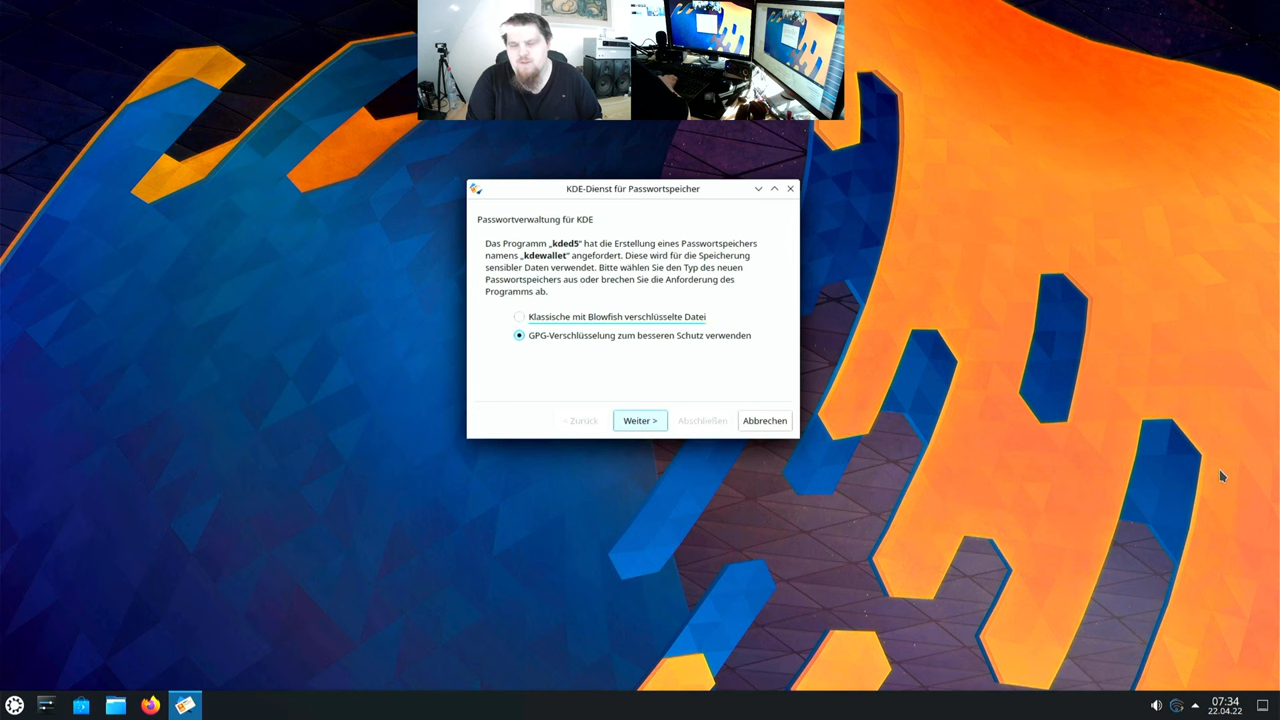 KDE-Dienst für Passwortspeicher
Passwortverwaltung für KDE
Das Programm „kded5“ hat die Erstellung eines Passwortspeichers
namens „kdewallet“ angefordert. Diese wird für die Speicherung
sensibler Daten verwendet. Bitte wählen Sie den Typ des neuen
Passwortspeichers aus oder brechen Sie die Anforderung des
Programms ab.
Klassische mit Blowfish verschlüsselte Datei
GPG-Verschlüsselung zum besseren Schutz verwenden
< Zurück
Weiter >
Abschließen
Abbrechen
07:34
22.04.22